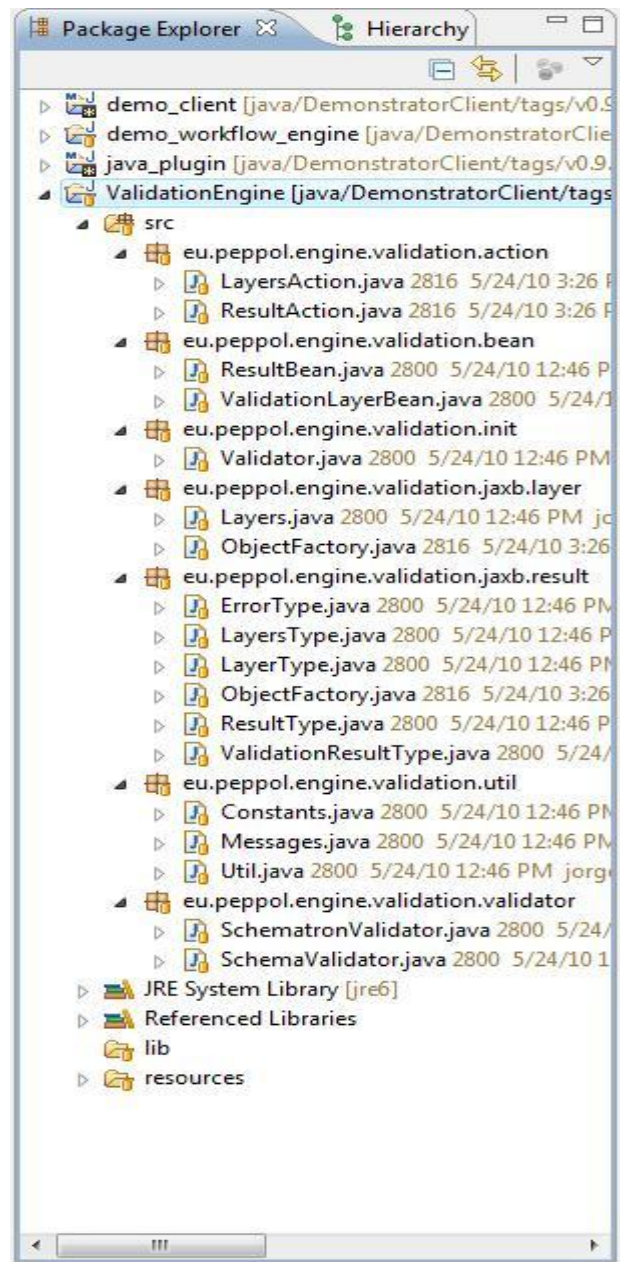 Package Explorer Hierarchy
demo_client [java/DemonstratorClient/tags/v0.9
demo_workflow_engine [java/DemonstratorClie
java_plugin [java/DemonstratorClient/tags/v0.9.
ValidationEngine [java/DemonstratorClient/tags
src
eu.peppol.engine.validation.action
LayersAction.java 2816 5/24/10 3:26 P
ResultAction.java 2816 5/24/10 3:26 P
eu.peppol.engine.validation.bean
ResultBean.java 2800 5/24/10 12:46 P
ValidationLayerBean.java 2800 5/24/1
eu.peppol.engine.validation.init
Validator.java 2800 5/24/10 12:46 PM
eu.peppol.engine.validation.jaxb.layer
Layers.java 2800 5/24/10 12:46 PM jo
ObjectFactory.java 2816 5/24/10 3:26
eu.peppol.engine.validation.jaxb.result
ErrorType.java 2800 5/24/10 12:46 PM
LayersType.java 2800 5/24/10 12:46 P
LayerType.java 2800 5/24/10 12:46 PM
ObjectFactory.java 2816 5/24/10 3:26
ResultType.java 2800 5/24/10 12:46 P
ValidationResultType.java 2800 5/24/
eu.peppol.engine.validation.util
Constants.java 2800 5/24/10 12:46 PM
Messages.java 2800 5/24/10 12:46 PM
Util.java 2800 5/24/10 12:46 PM jorge
eu.peppol.engine.validation.validator
SchematronValidator.java 2800 5/24/
SchemaValidator.java 2800 5/24/10 1
JRE System Library [jre6]
Referenced Libraries
lib
resources